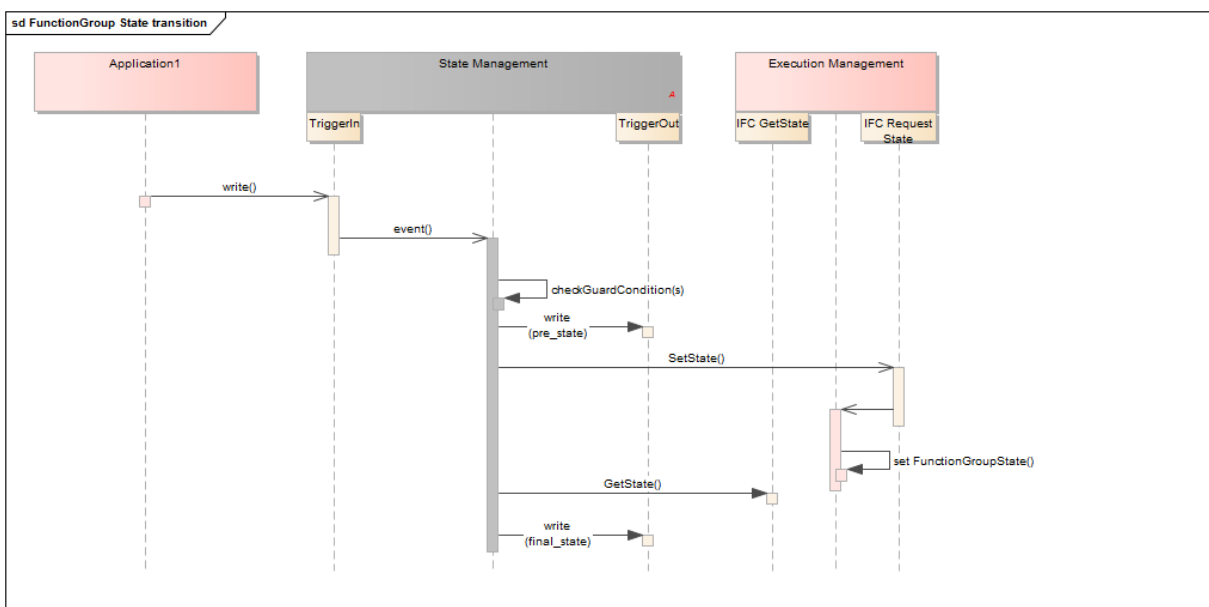 sd FunctionGroup State transition
Application1
State Management
Execution Management
A
TriggerIn
TriggerOut
IFC GetState
IFC Request
State
write()
event()
checkGuardCondition(s)
write
(pre_state)
SetState()
set FunctionGroupState()
GetState()
write
(final_state)